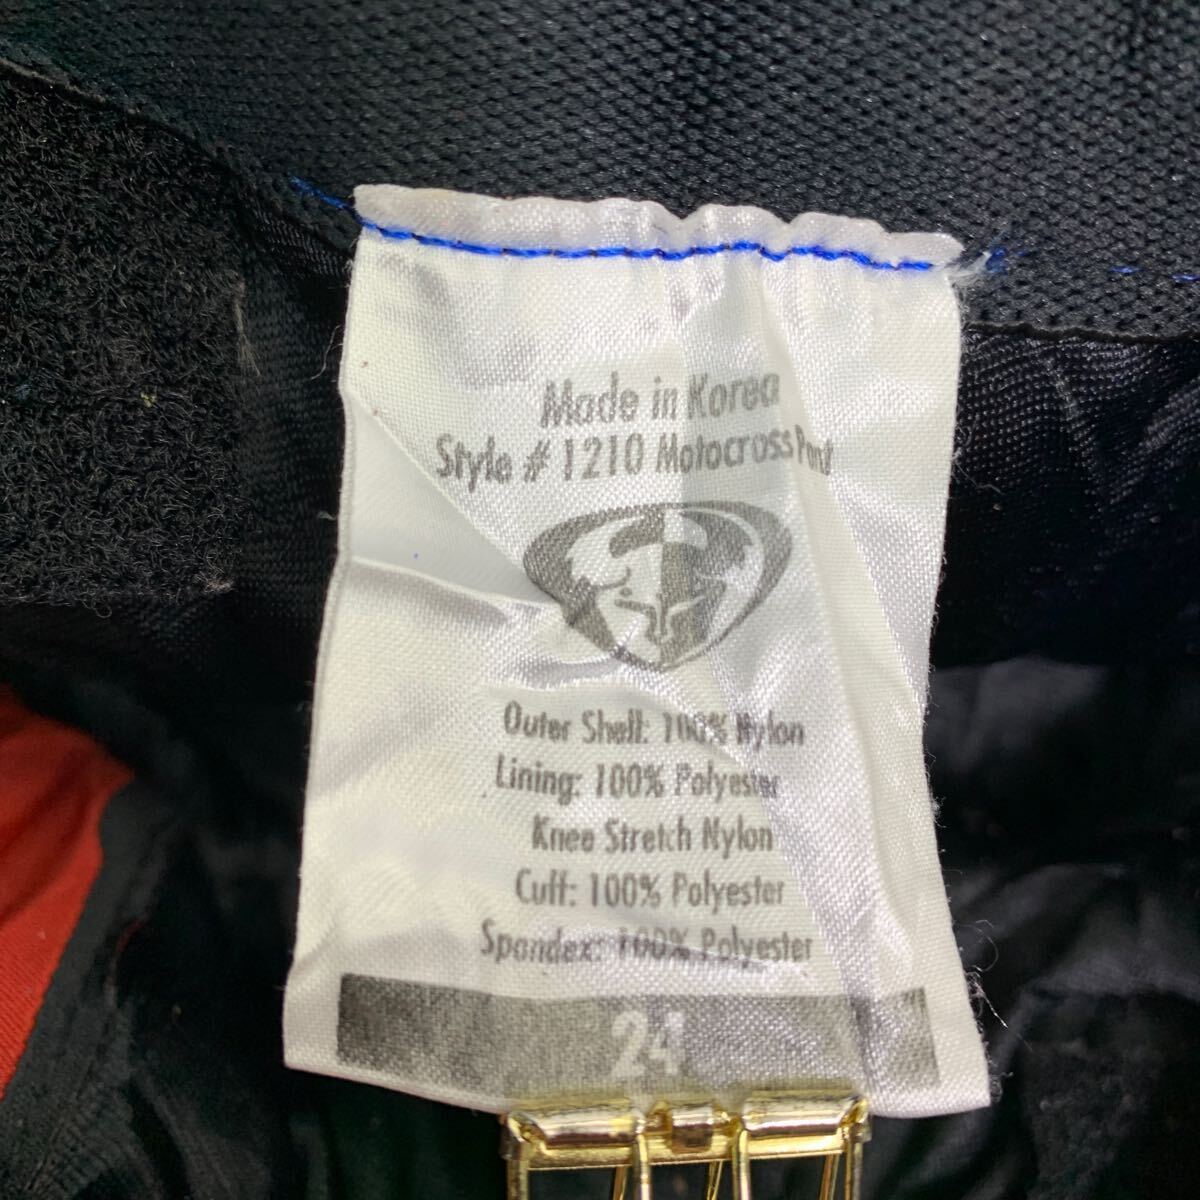 Made in Korea
Style # 1210 Motocross Pant
Outer Shell: 100% Nylon
Lining: 100% Polyester
Knee Stretch Nylon
Cuff: 100% Polyester
Spandex: 100% Polyester
24